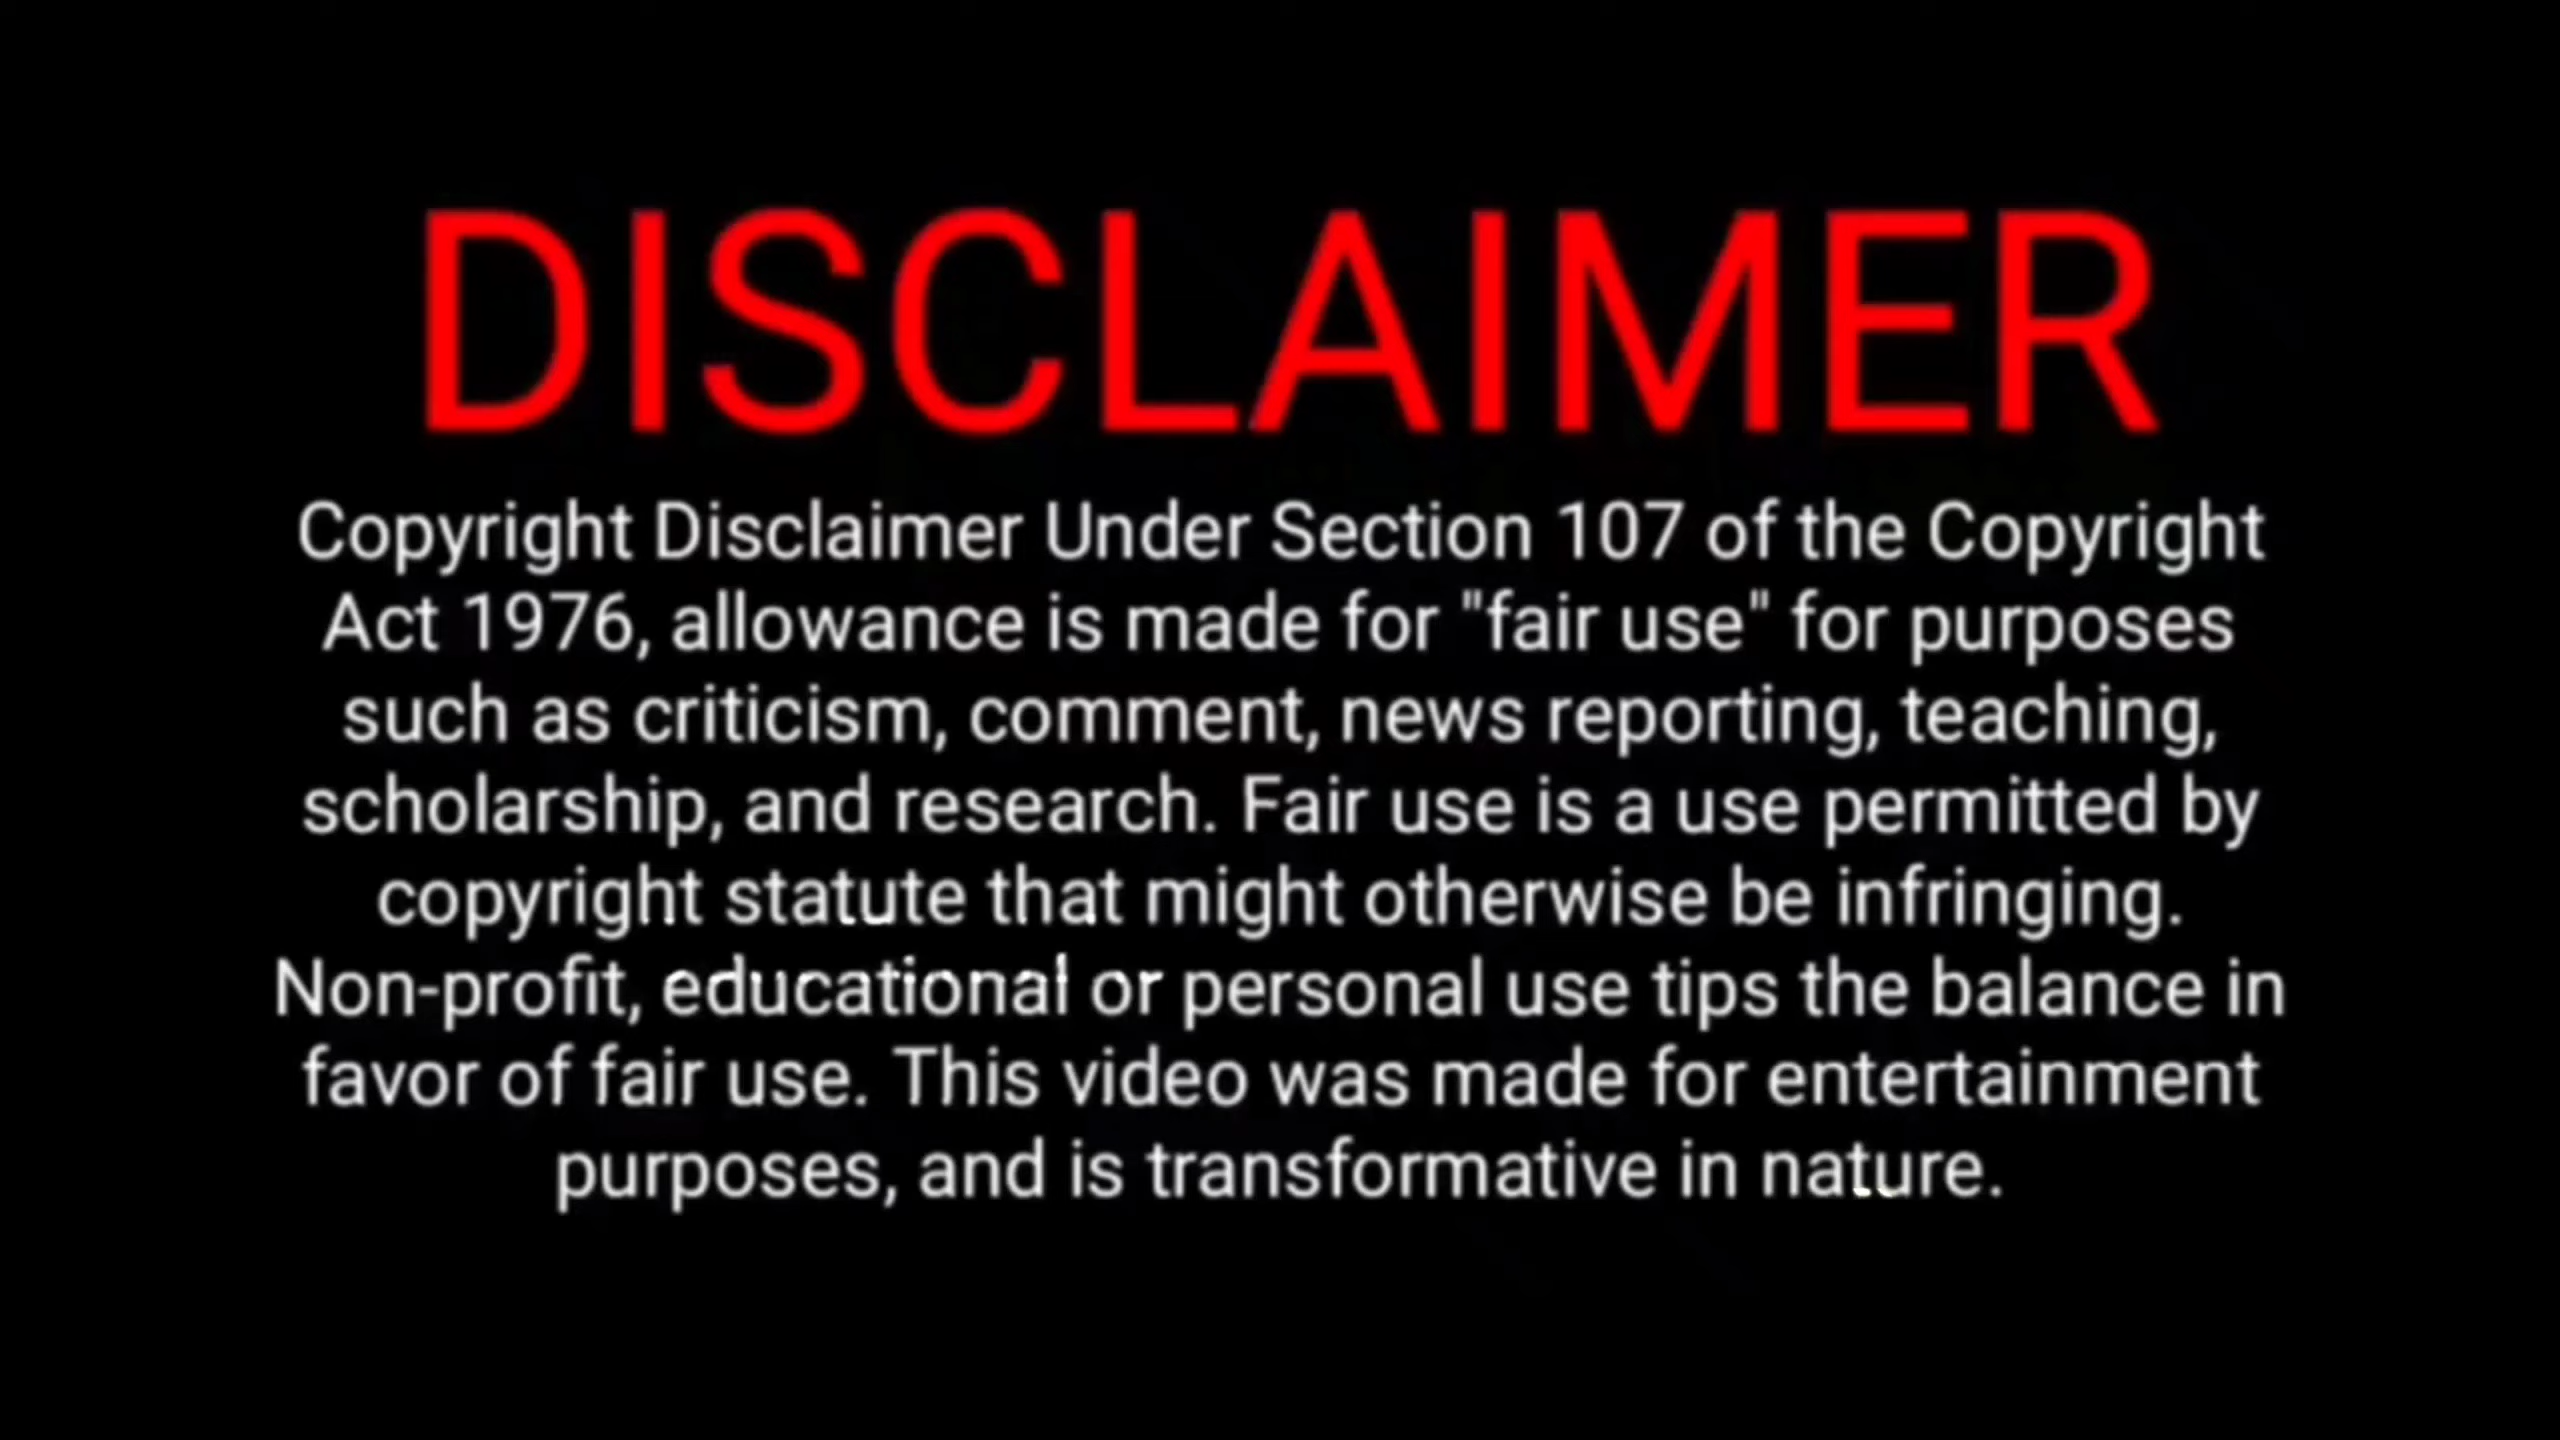 DISCLAIMER
Copyright Disclaimer Under Section 107 of the Copyright
Act 1976, allowance is made for "fair use" for purposes
such as criticism, comment, news reporting, teaching,
scholarship, and research. Fair use is a use permitted by
copyright statute that might otherwise be infringing.
Non-profit, educational or personal use tips the balance in
favor of fair use. This video was made for entertainment
purposes, and is transformative in nature.